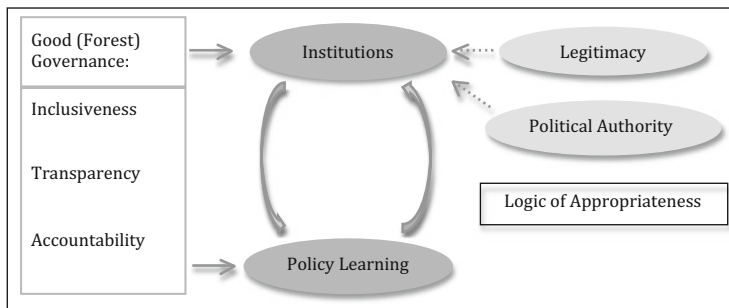 Good (Forest)
Governance:
Inclusiveness
Transparency
Accountability
Institutions
Policy Learning
Legitimacy
Political Authority
Logic of Appropriateness